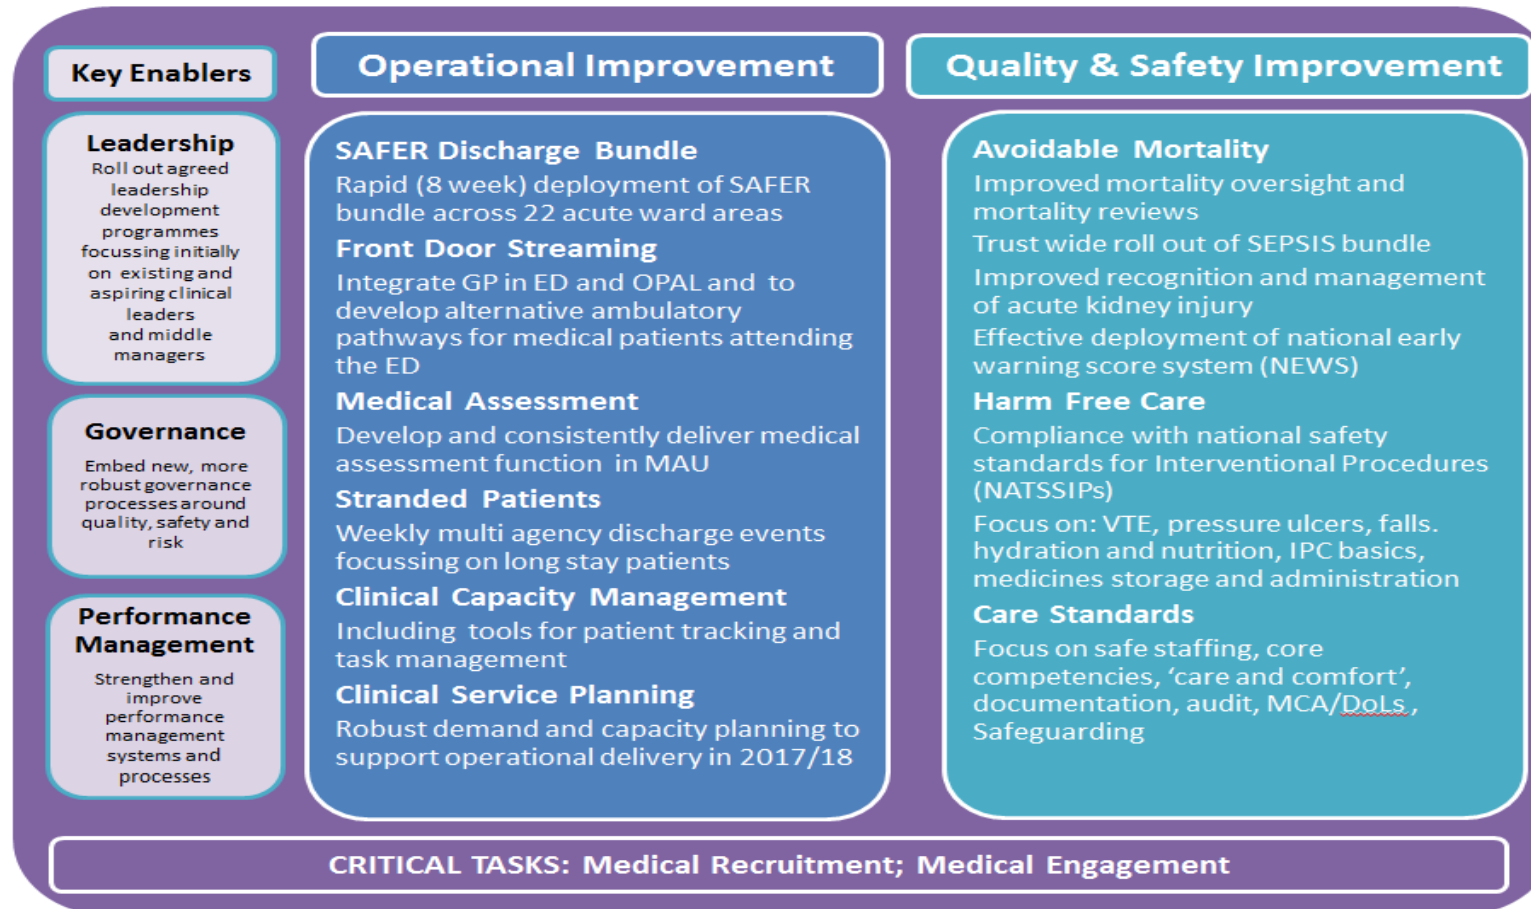 Key Enablers
Leadership
Roll out agreed
leadership
development
programmes
focussing initially
on existing and
aspiring clinical
leaders
and middle
managers
Governance
Embed new, more
robust governance
processes around
quality, safety and
risk
Performance
Management
Strengthen and
improve
performance
management
systems and
processes
Operational Improvement
SAFER Discharge Bundle
Rapid (8 week) deployment of SAFER
bundle across 22 acute ward areas
Front Door Streaming
Integrate GP in ED and OPAL and to
develop alternative ambulatory
pathways for medical patients attending
the ED
Medical Assessment
Develop and consistently deliver medical
assessment function in MAU
Stranded Patients
Weekly multi agency discharge events
focussing on long stay patients
Clinical Capacity Management
Including tools for patient tracking and
task management
Clinical Service Planning
Robust demand and capacity planning to
support operational delivery in 2017/18
Quality & Safety Improvement
Avoidable Mortality
Improved mortality oversight and
mortality reviews
Trust wide roll out of SEPSIS bundle
Improved recognition and management
of acute kidney injury
Effective deployment of national early
warning score system (NEWS)
Harm Free Care
Compliance with national safety
standards for Interventional Procedures
(NATSSIPs)
Focus on: VTE, pressure ulcers, falls.
hydration and nutrition, IPC basics,
medicines storage and administration
Care Standards
Focus on safe staffing, core
competencies, ‘care and comfort’,
documentation, audit, MCA/DoLs ,
Safeguarding
CRITICAL TASKS: Medical Recruitment; Medical Engagement